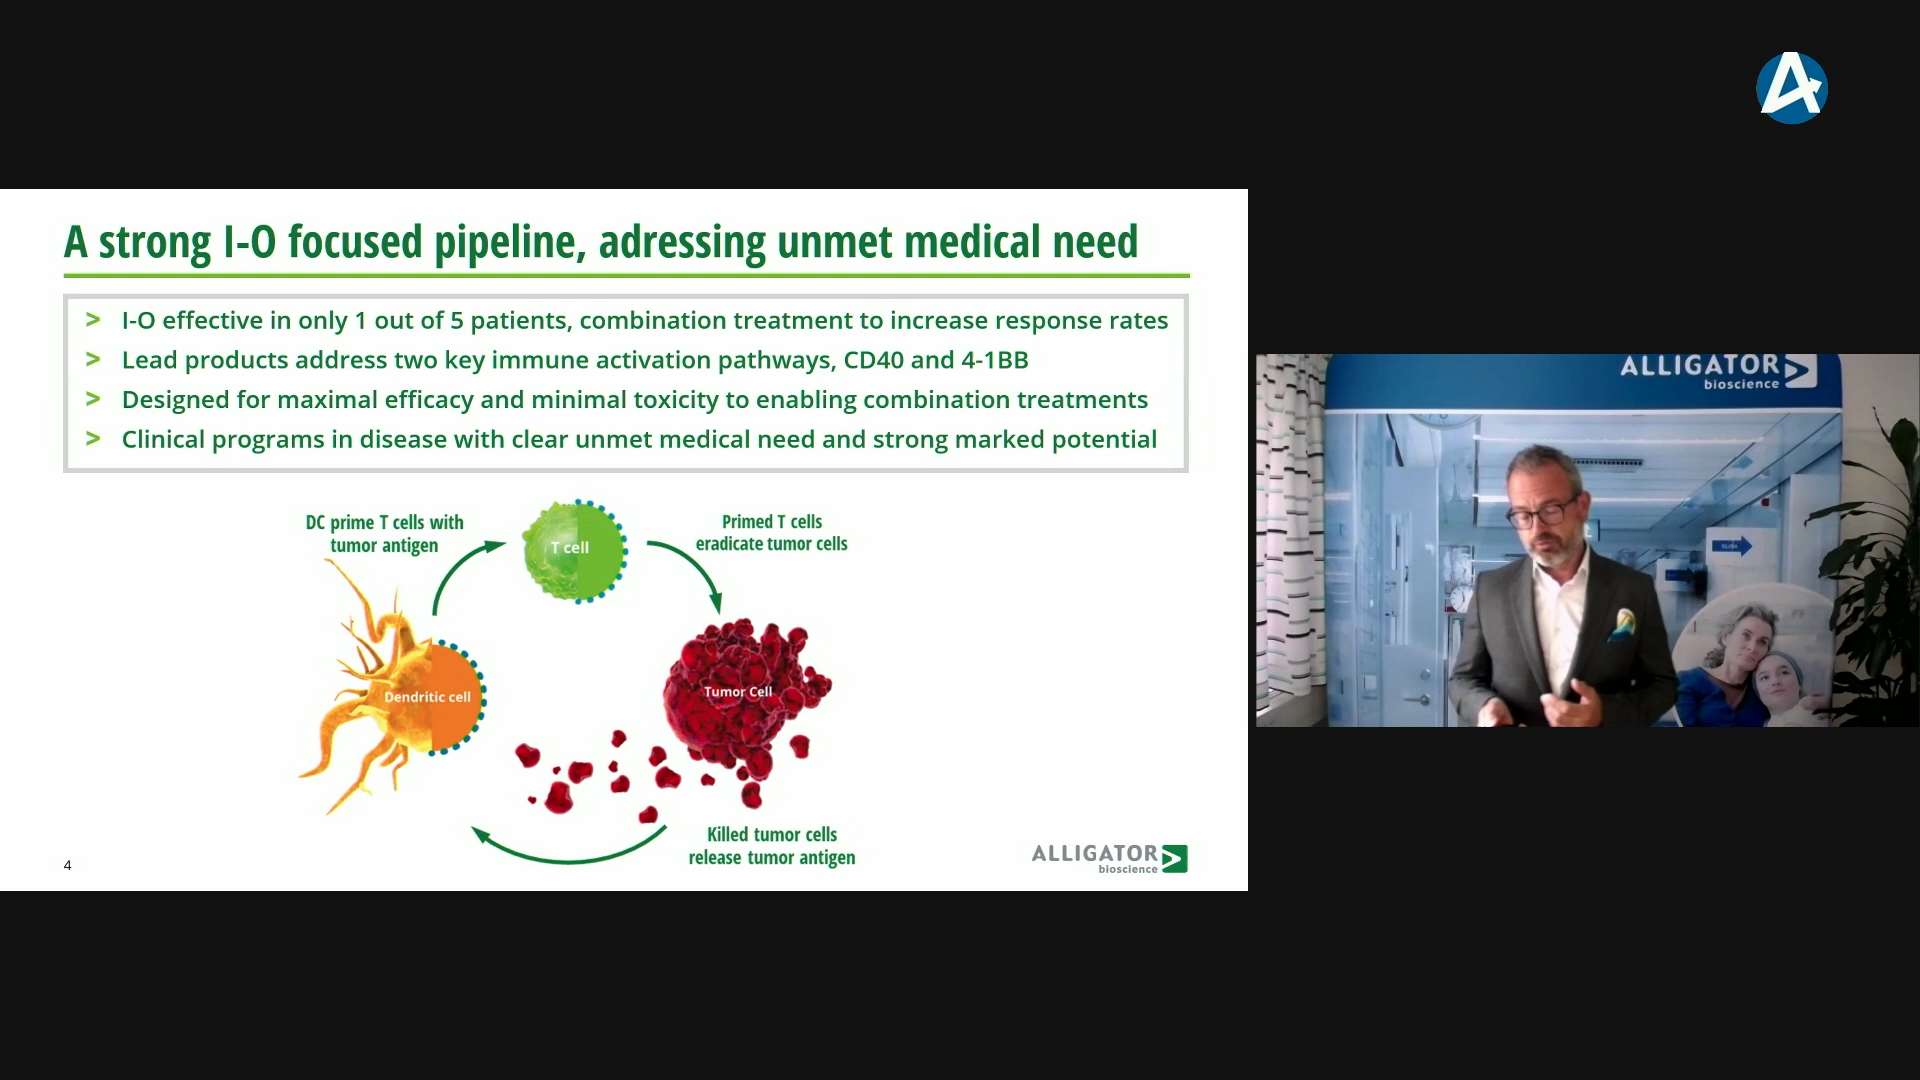 A strong I-O focused pipeline, adressing unmet medical need
> I-O effective in only 1 out of 5 patients, combination treatment to increase response rates
> Lead products address two key immune activation pathways, CD40 and 4-1BB
> Designed for maximal efficacy and minimal toxicity to enabling combination treatments
> Clinical programs in disease with clear unmet medical need and strong marked potential
DC prime T cells with
tumor antigen
T cell
Primed T cells
eradicate tumor cells
Dendritic cell
Tumor Cell
Killed tumor cells
release tumor antigen
4
ALLIGATOR
bioscience
ALLIGATOR
bioscience